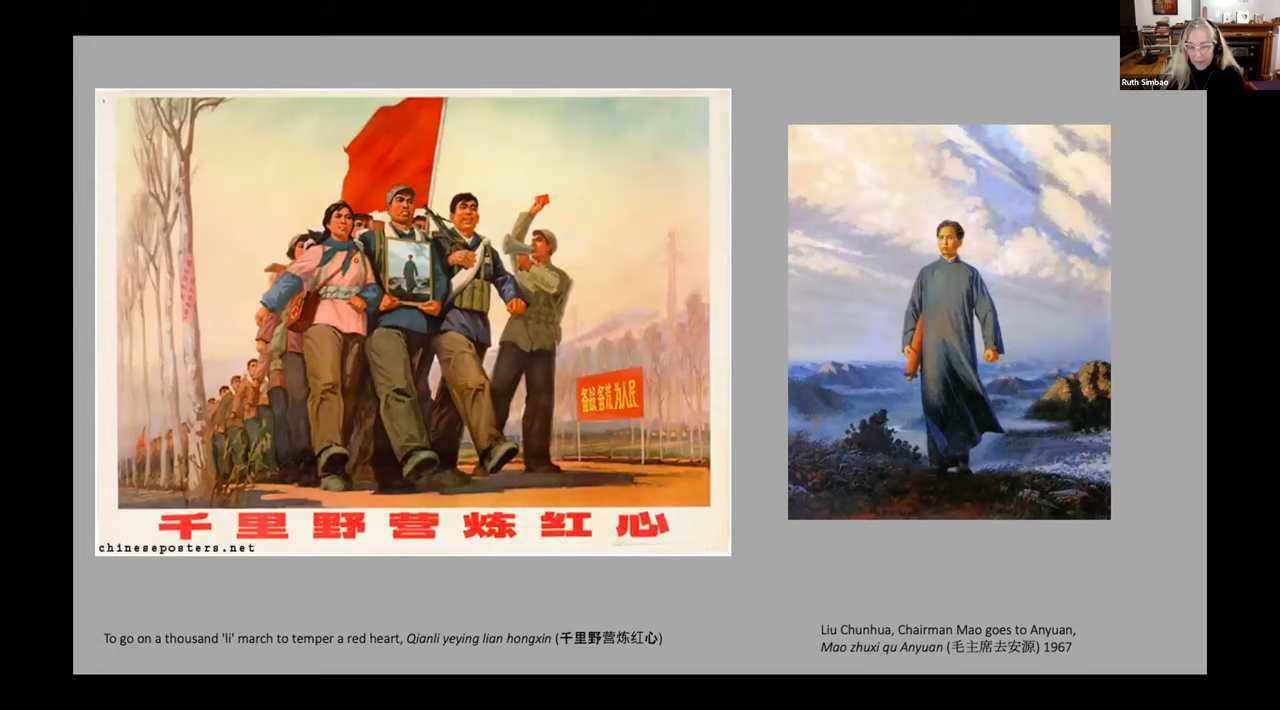 Ruth Simbao
备战备荒为人民
千里野营炼红心
chineseposters.net
To go on a thousand 'li' march to temper a red heart, Qianli yeying lian hongxin (千里野营炼红心)
Liu Chunhua, Chairman Mao goes to Anyuan,
Mao zhuxi qu Anyuan (毛主席去安源) 1967